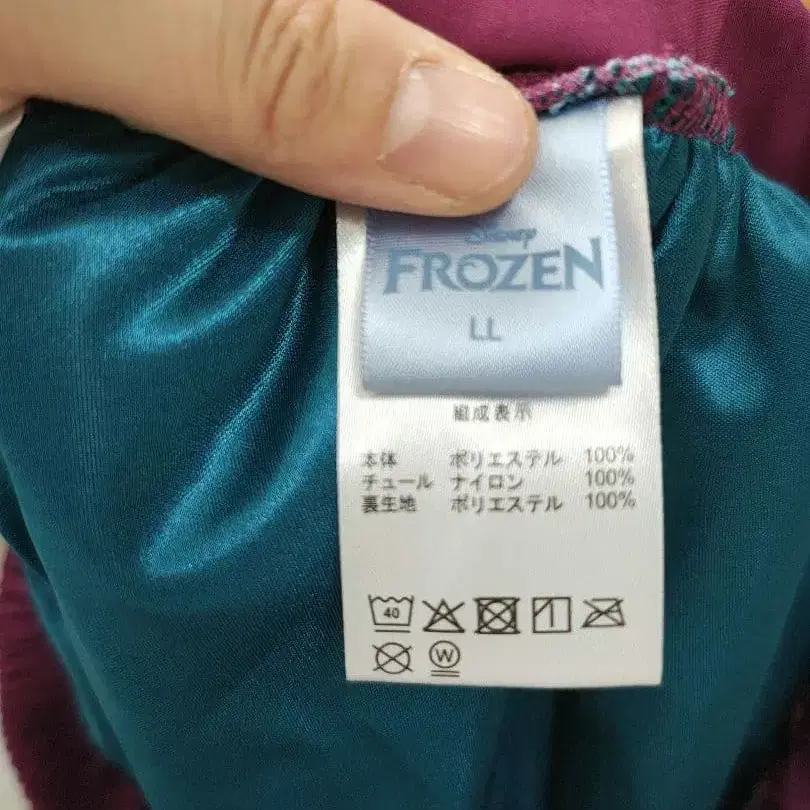 Disney
FROZEN
LL
組成表示
本体 ポリエステル 100%
チュール ナイロン 100%
裏生地 ポリエステル 100%
40
W